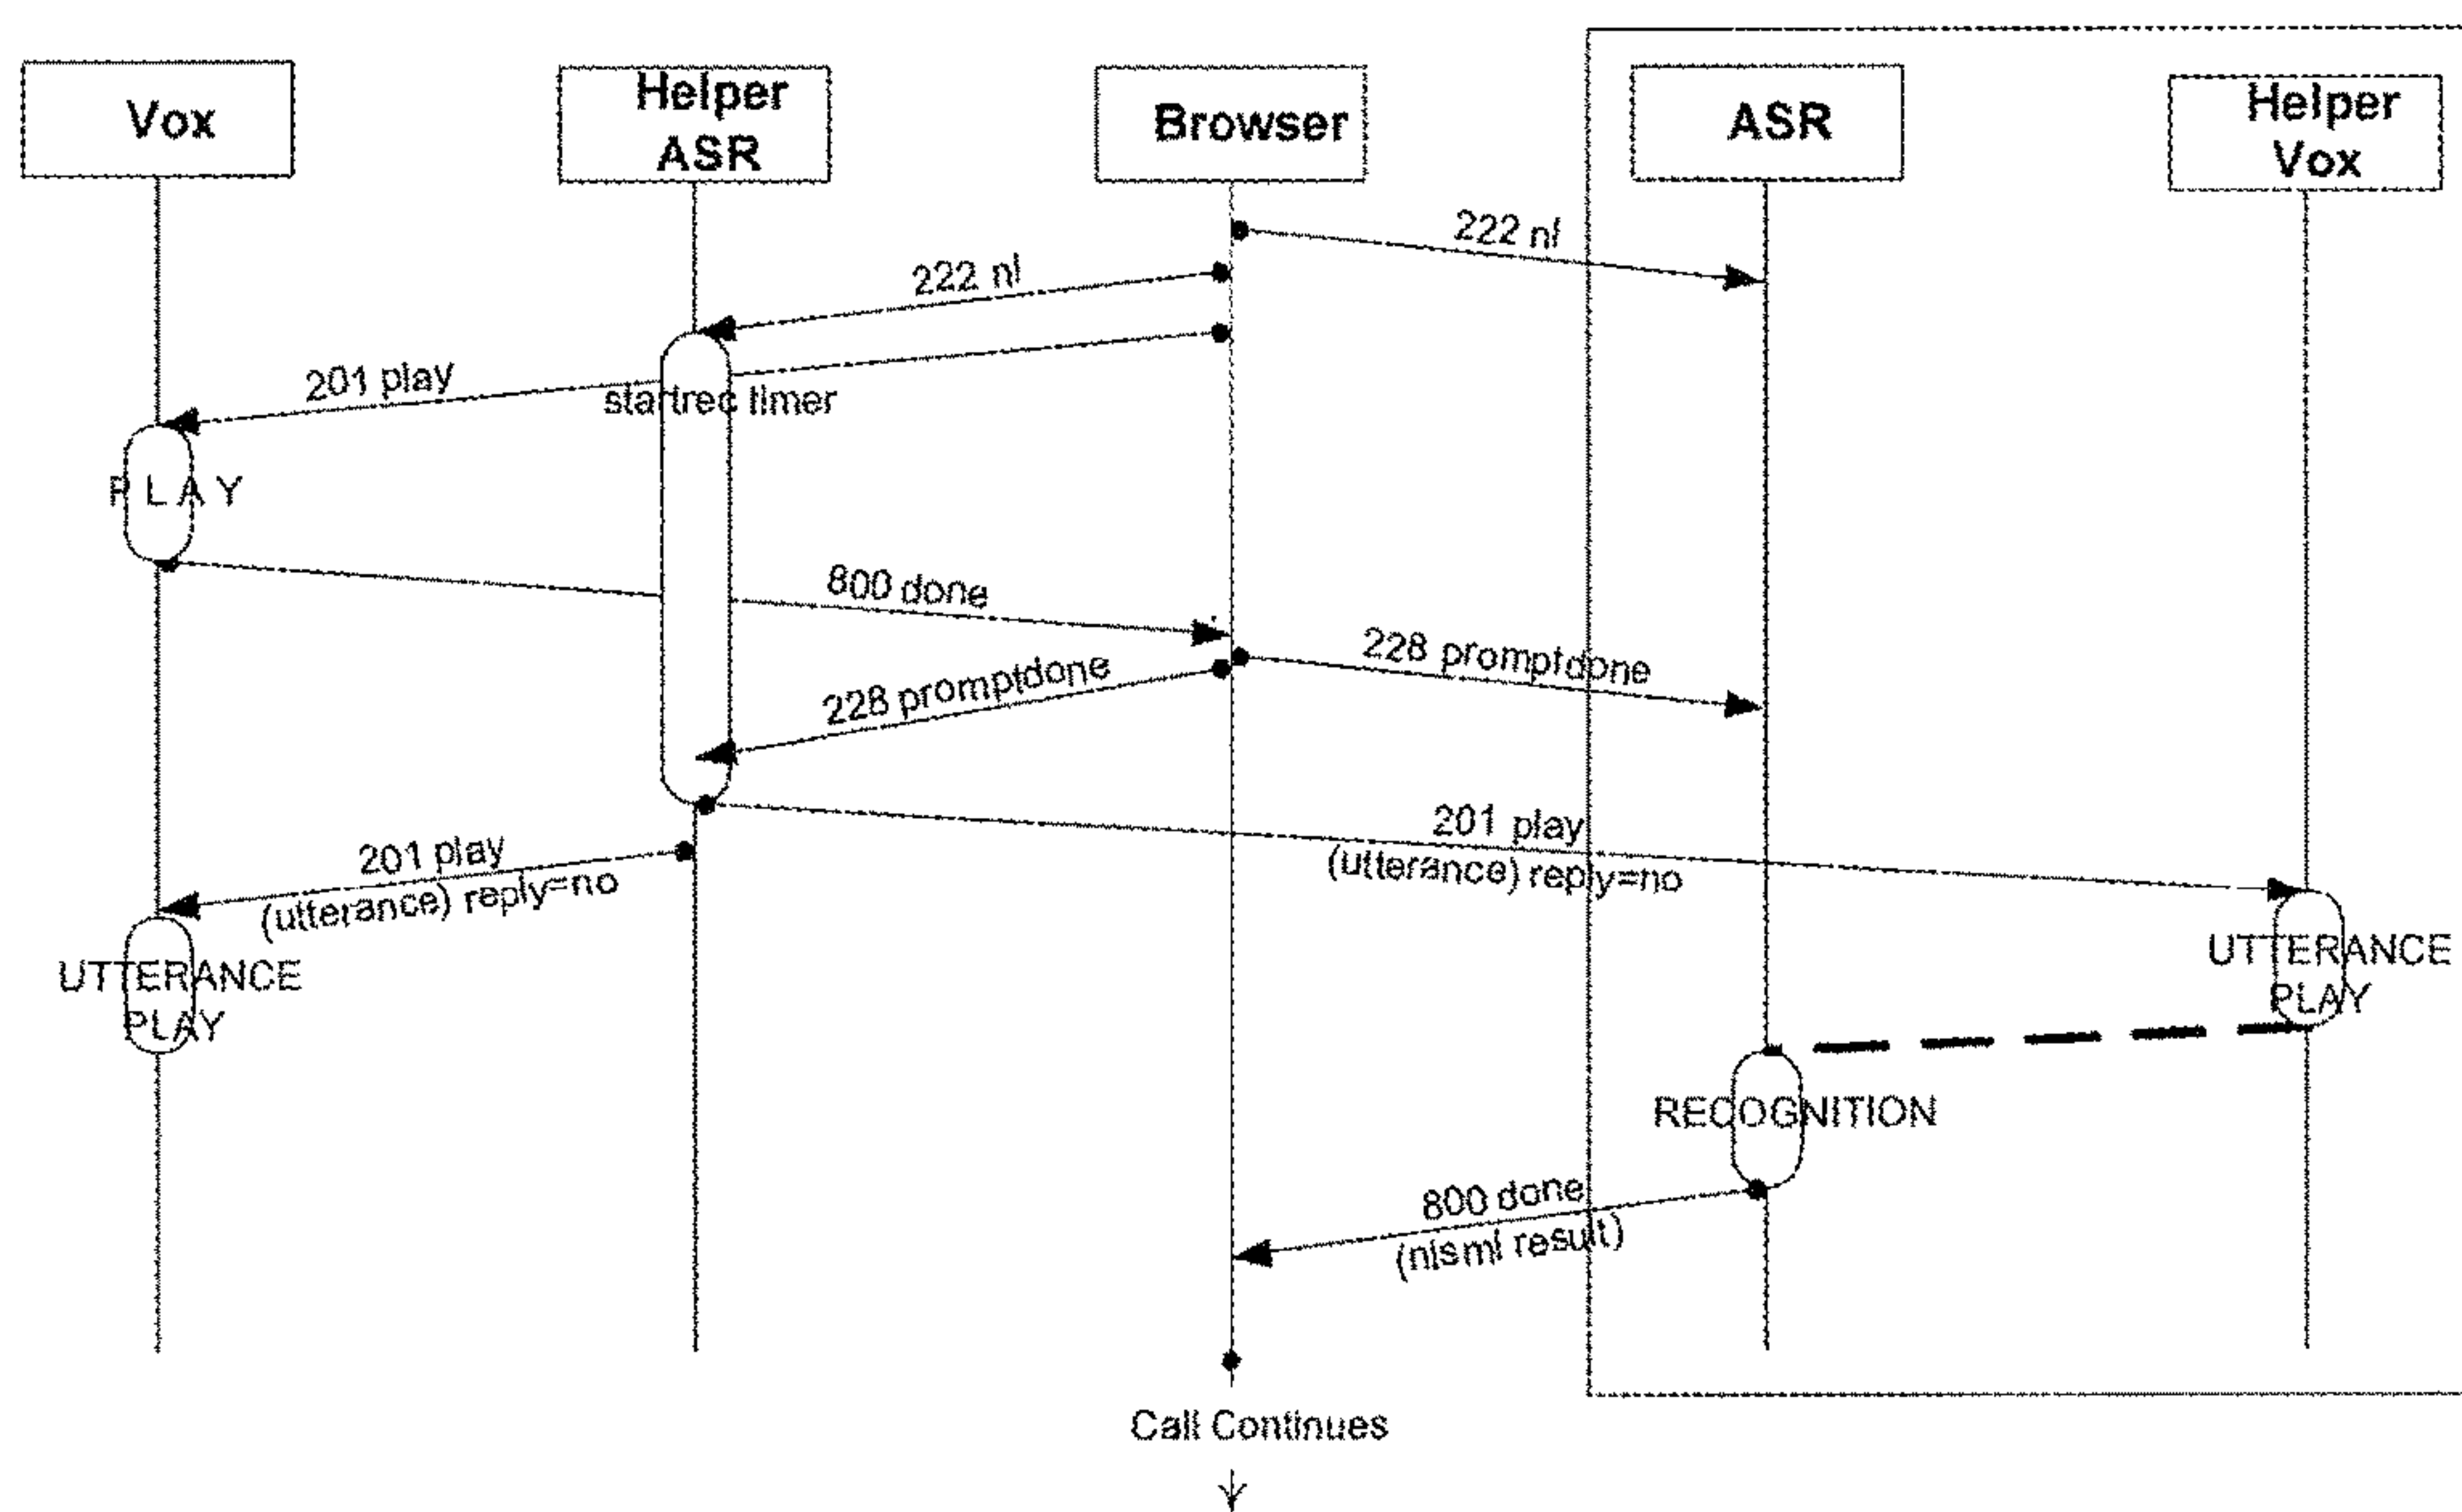 Vox
Helper
ASR
Browser
ASR
Helper
Vox
222 nl
222 nl
201 play
startrec timer
PLAY
800 done
228 promptdone
228 promptdone
201 play
(utterance) reply=no
201 play
(utterance) reply=no
UTTERANCE
PLAY
UTTERANCE
PLAY
RECOGNITION
800 done
(nlsml result)
Call Continues